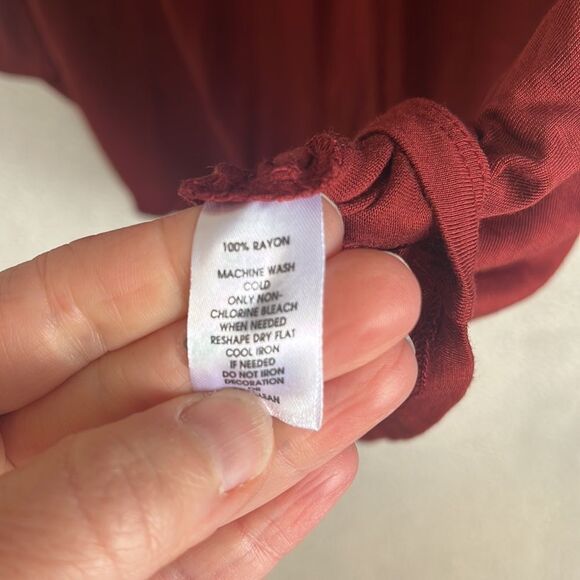 100% RAYON
MACHINE WASH
COLD
ONLY NON-
CHLORINE BLEACH
WHEN NEEDED
RESHAPE DRY FLAT
COOL IRON
IF NEEDED
DO NOT IRON
DECORATION